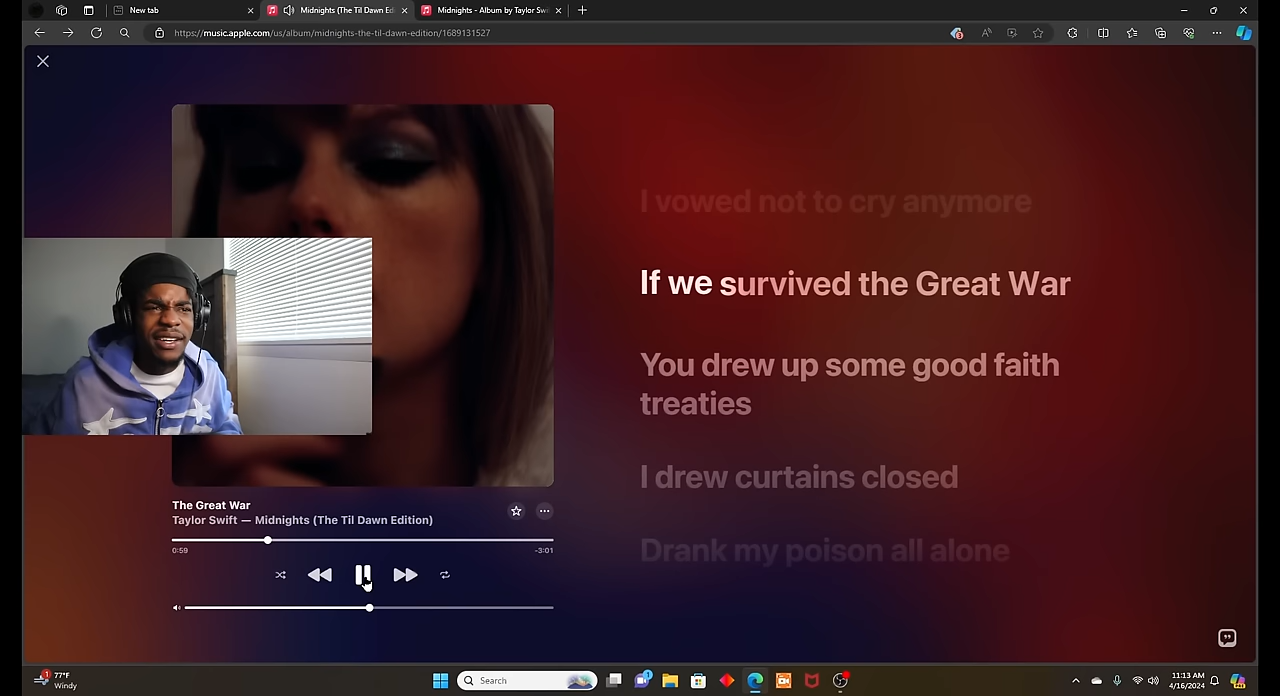 New tab
Midnights (The Til Dawn Ed
Midnights - Album by Taylor Sw
https://music.apple.com/us/album/midnights-the-til-dawn-edition/1689131527
I vowed not to cry anymore
If we survived the Great War
You drew up some good faith
treaties
I drew curtains closed
Drank my poison all alone
The Great War
Taylor Swift — Midnights (The Til Dawn Edition)
0:59
-3:01
77°F
Windy
Search
11:13 AM
4/16/2024